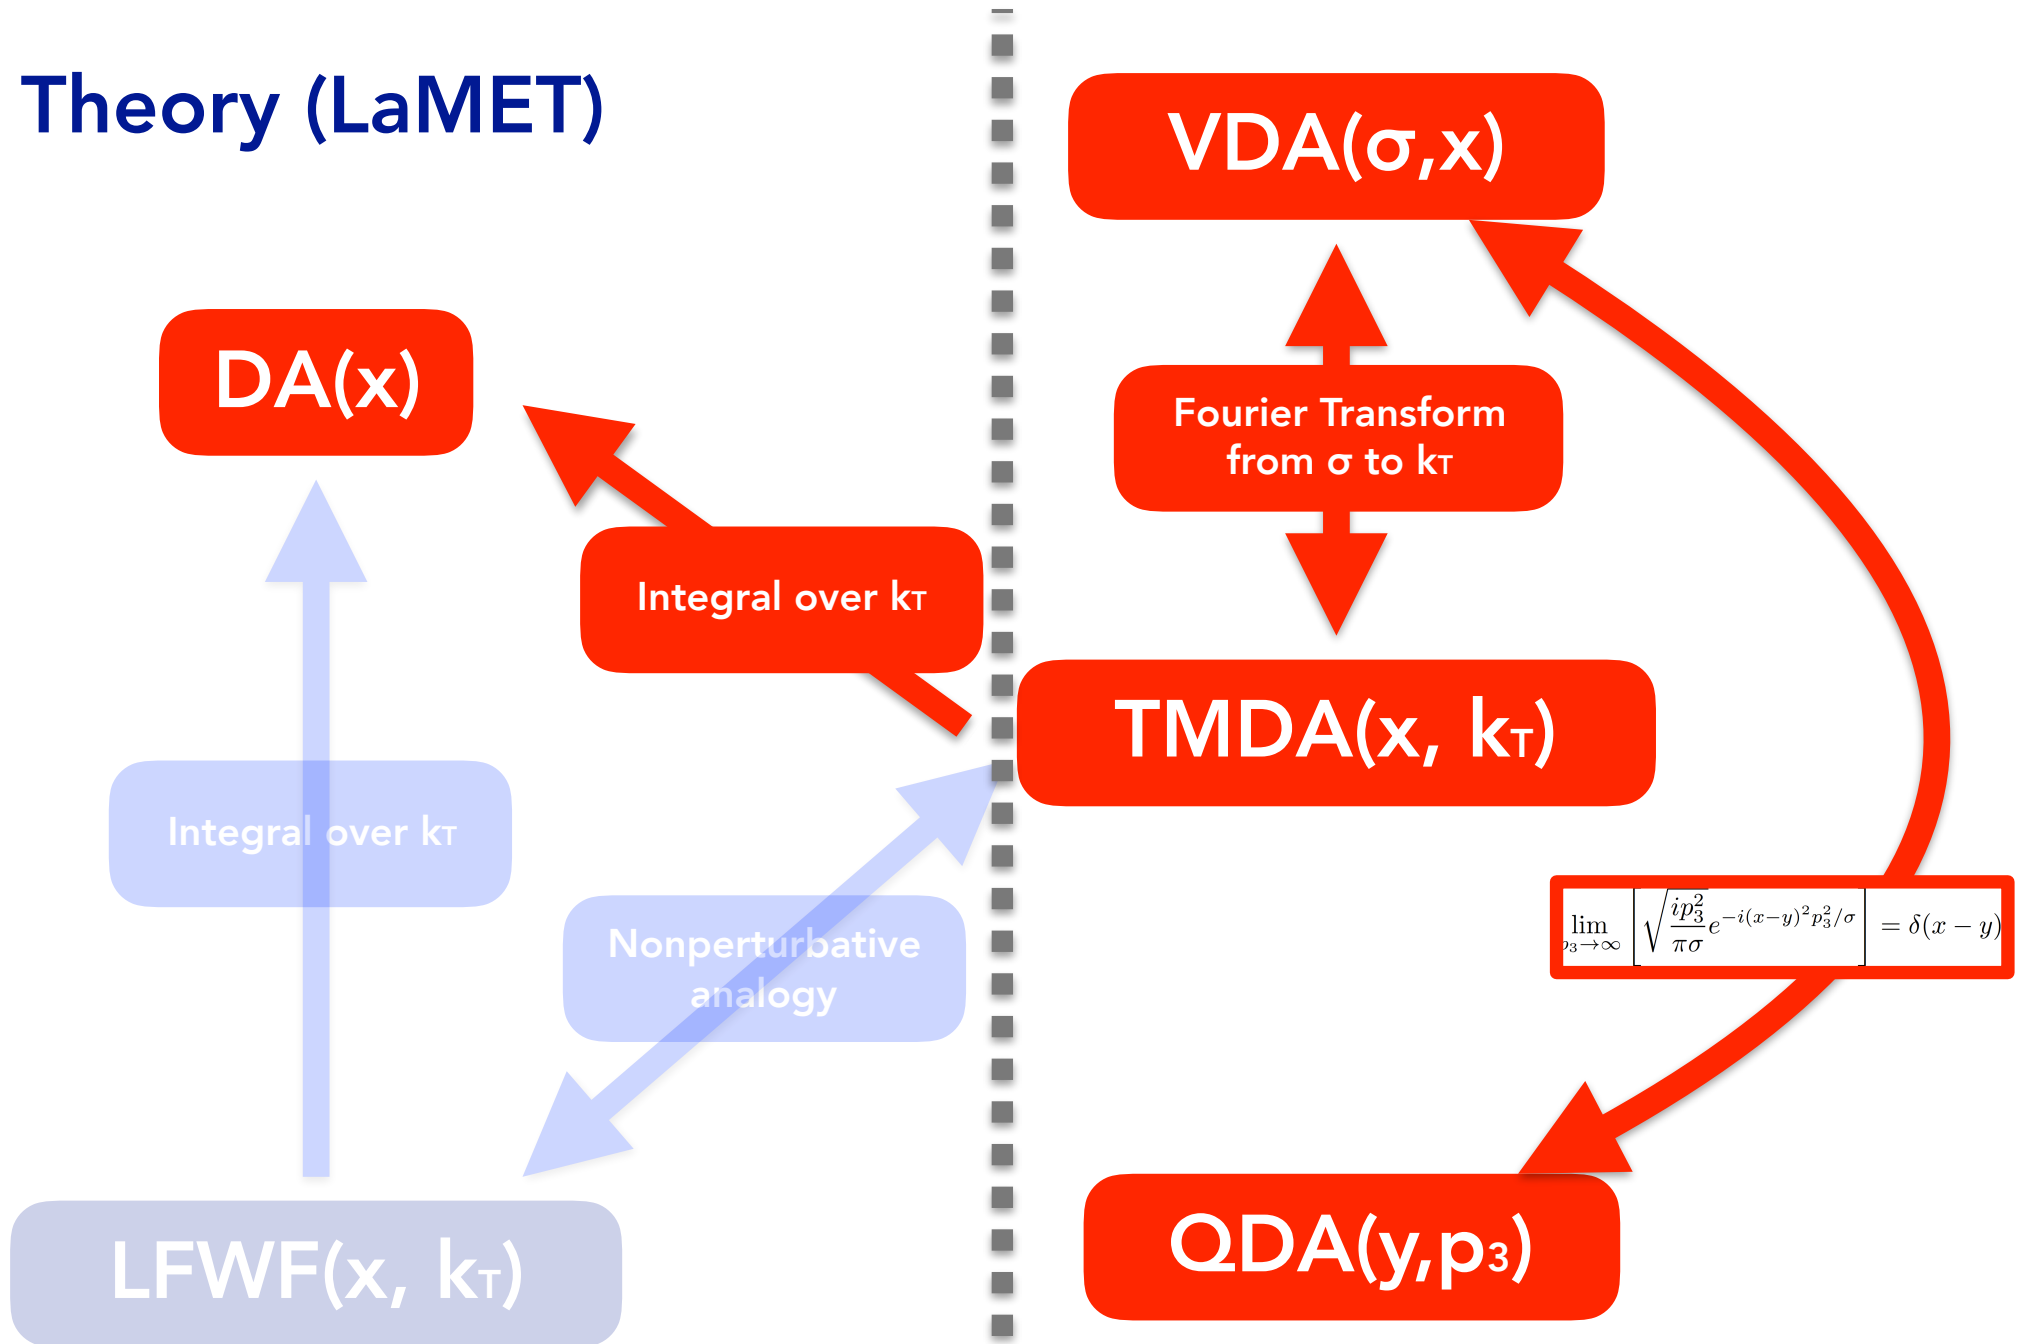 Theory (LaMET)
VDA(σ,x)
DA(x)
Fourier Transform
from σ to kT
Integral over kT
TMDA(x, kT)
Integral over kT
Nonperturbative
analogy
lim p₃→∞ [√(ip₃²/πσ) e^{−i(x−y)²p₃²/σ}] = δ(x − y)
LFWF(x, kT)
QDA(y,p₃)